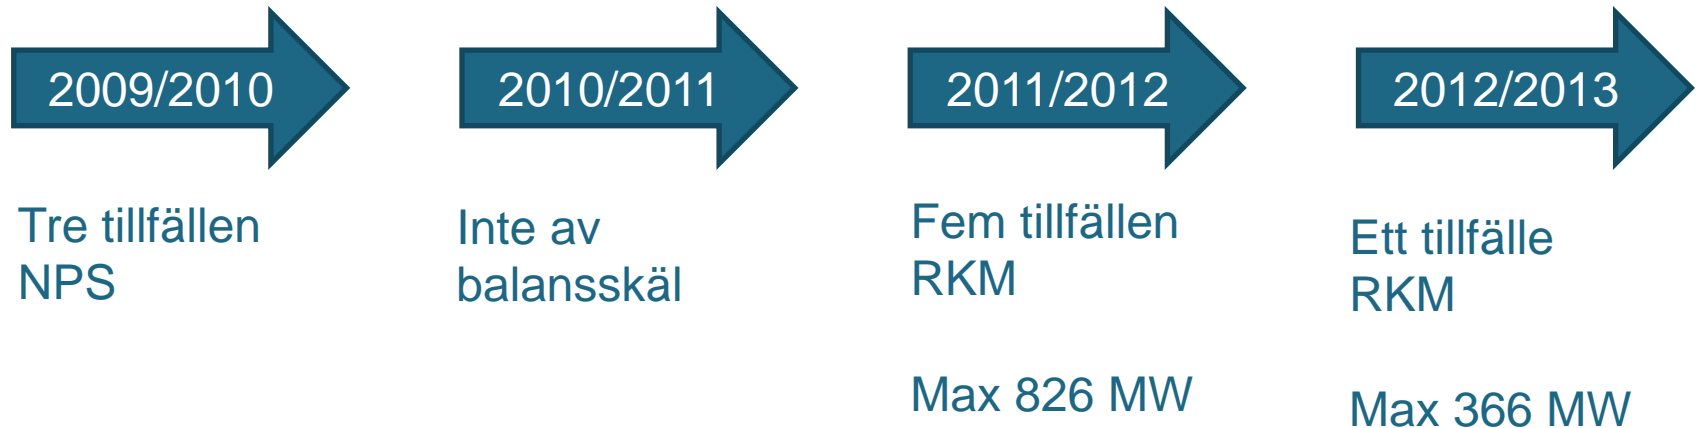 2009/2010
Tre tillfällen
NPS
2010/2011
Inte av
balansskäl
2011/2012
Fem tillfällen
RKM
Max 826 MW
2012/2013
Ett tillfälle
RKM
Max 366 MW